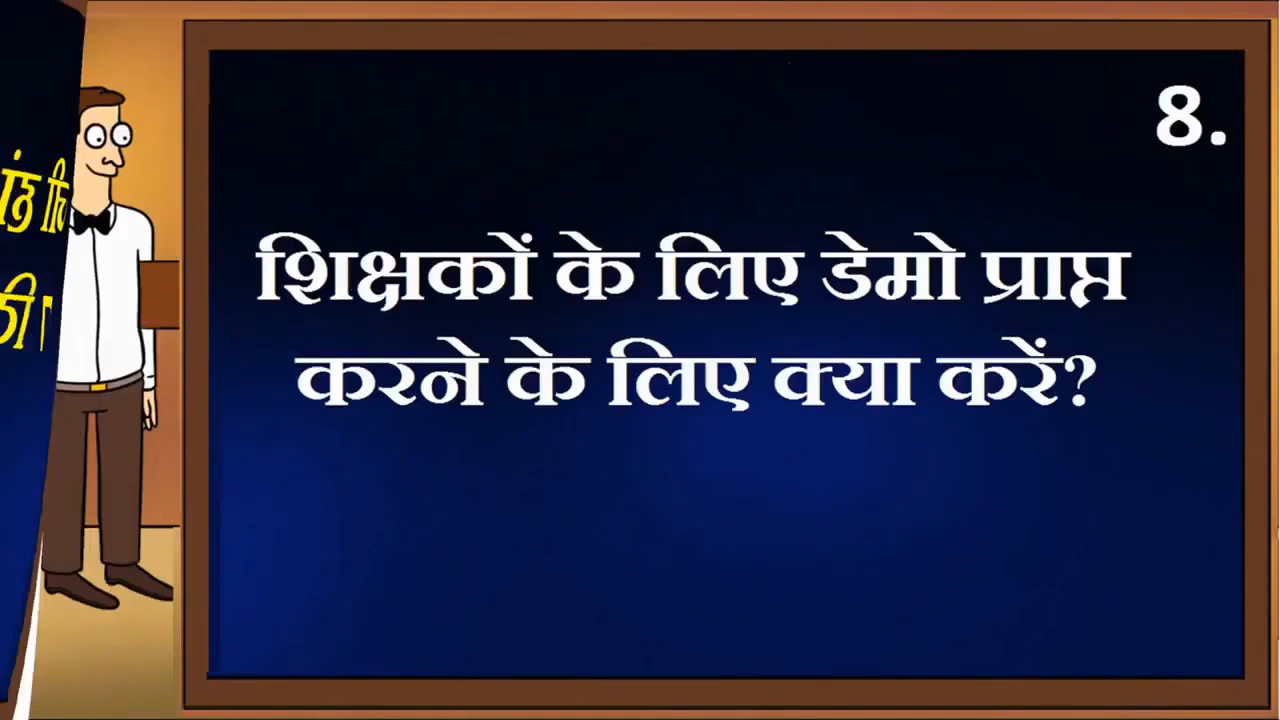 8.
शिक्षकों के लिए डेमो प्राप्त
करने के लिए क्या करें?